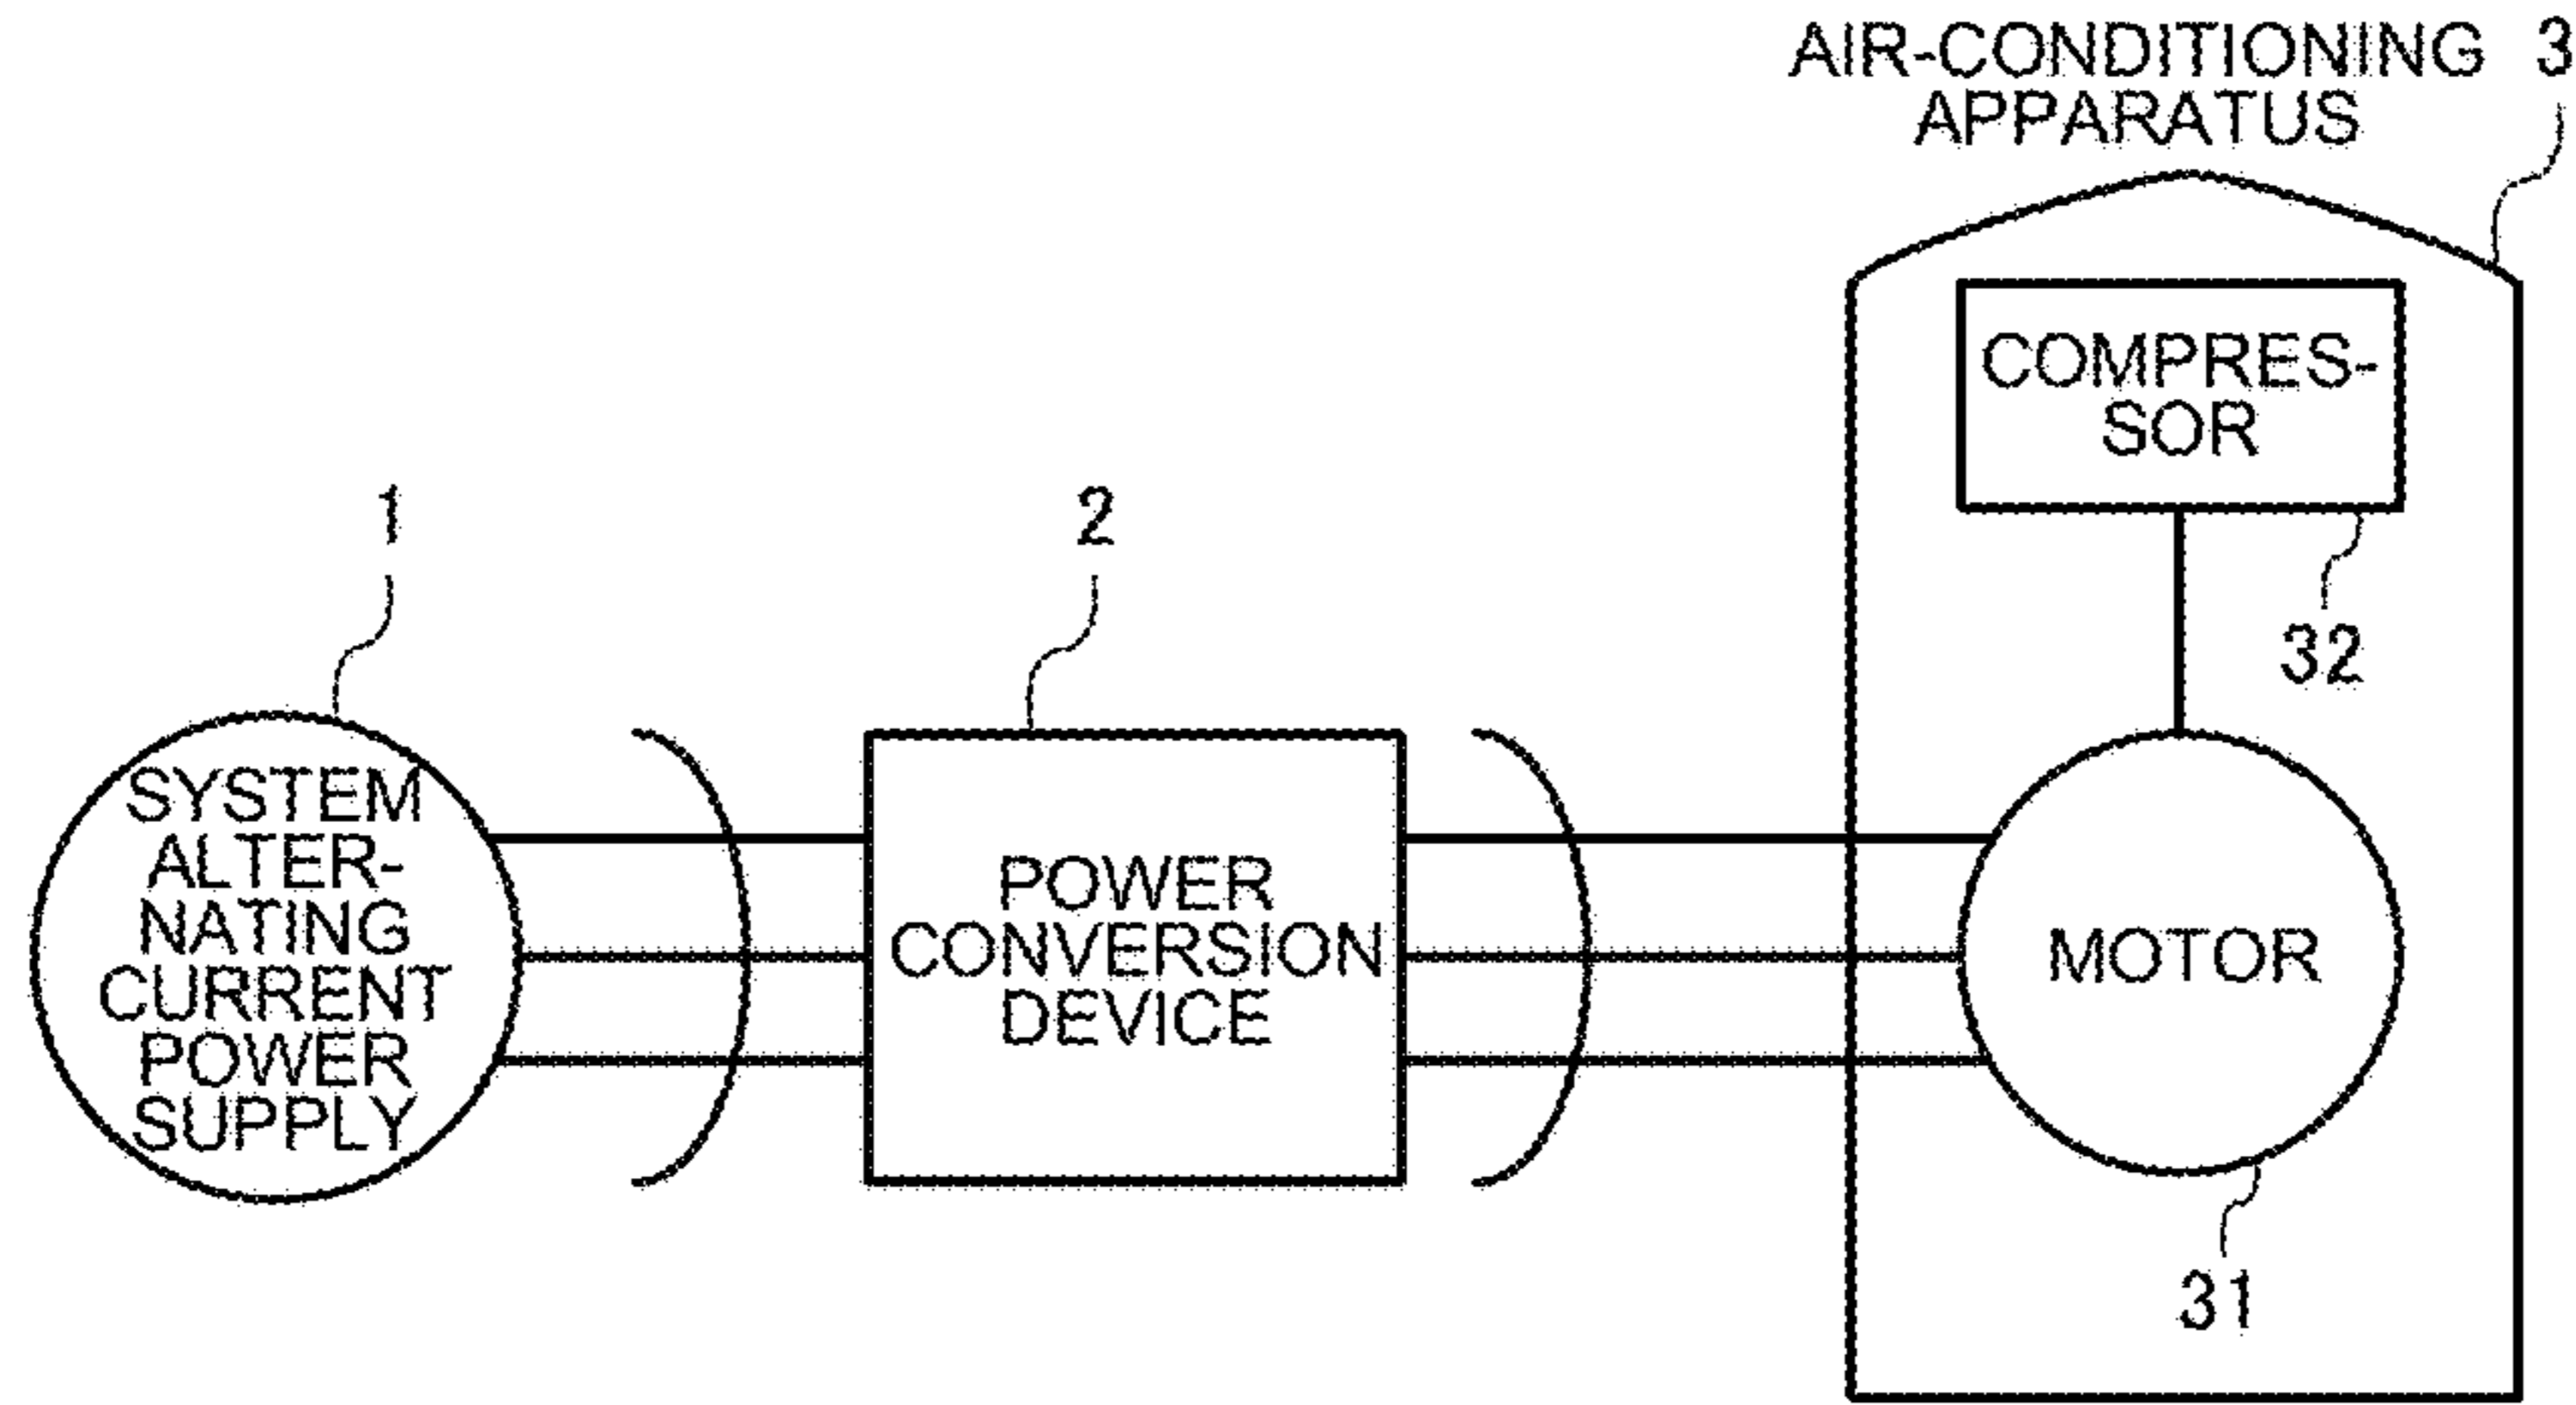 AIR-CONDITIONING 3
APPARATUS
COMPRES-
SOR
32
1
2
SYSTEM
ALTER-
NATING
CURRENT
POWER
SUPPLY
POWER
CONVERSION
DEVICE
MOTOR
31